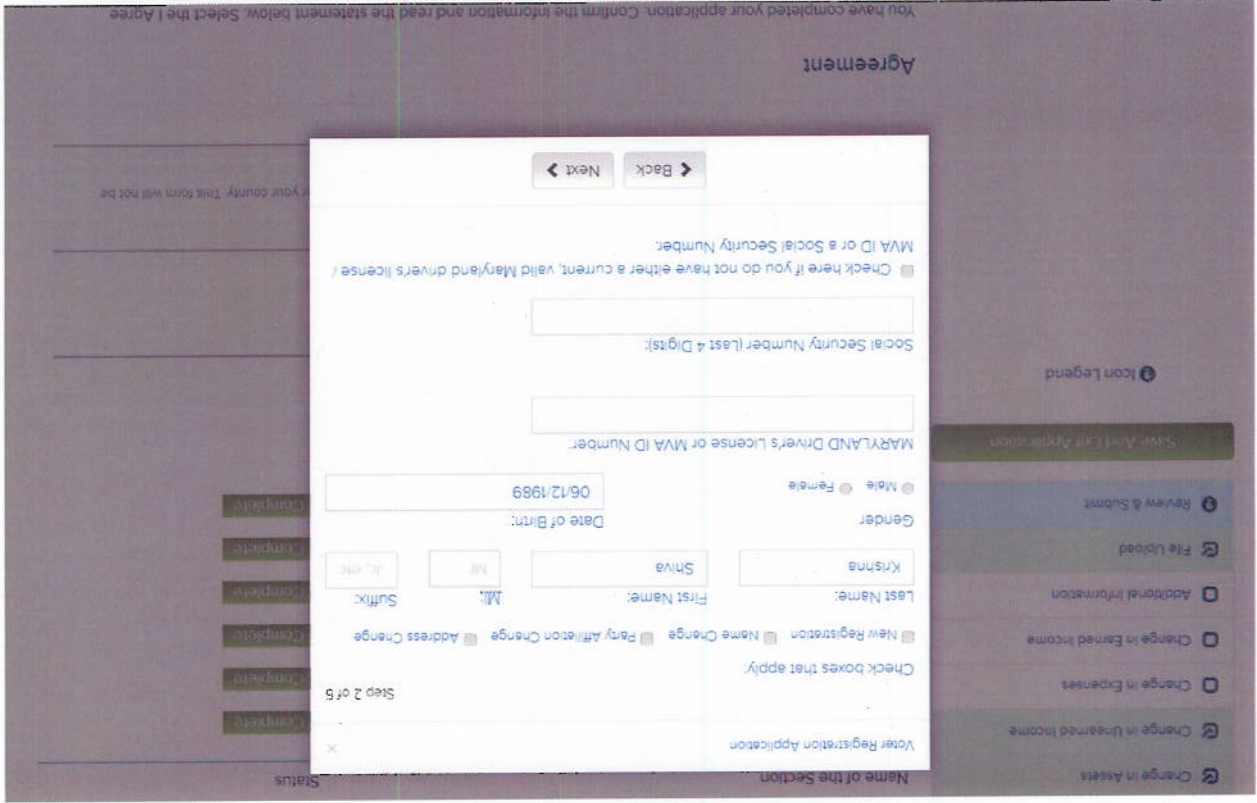 Change in Assets
Change in Unearned Income
Change in Expenses
Change in Earned Income
Additional Information
File Upload
Review & Submit
Save And Exit Application
Icon Legend
Name of the Section
Status
Complete
Complete
Complete
Complete
Complete
Complete
Voter Registration Application
×
Step 2 of 5
Check boxes that apply:
New Registration Name Change Party Affiliation Change Address Change
Last Name: First Name: MI: Suffix:
Krishna Shiva MI Jr., etc
Gender Date of Birth:
Male Female 06/12/1989
MARYLAND Driver's License or MVA ID Number:
Social Security Number (Last 4 Digits):
Check here if you do not have either a current, valid Maryland driver's license /
MVA ID or a Social Security Number.
Back Next
your county. This form will not be
Agreement
You have completed your application. Confirm the information and read the statement below. Select the I Agree